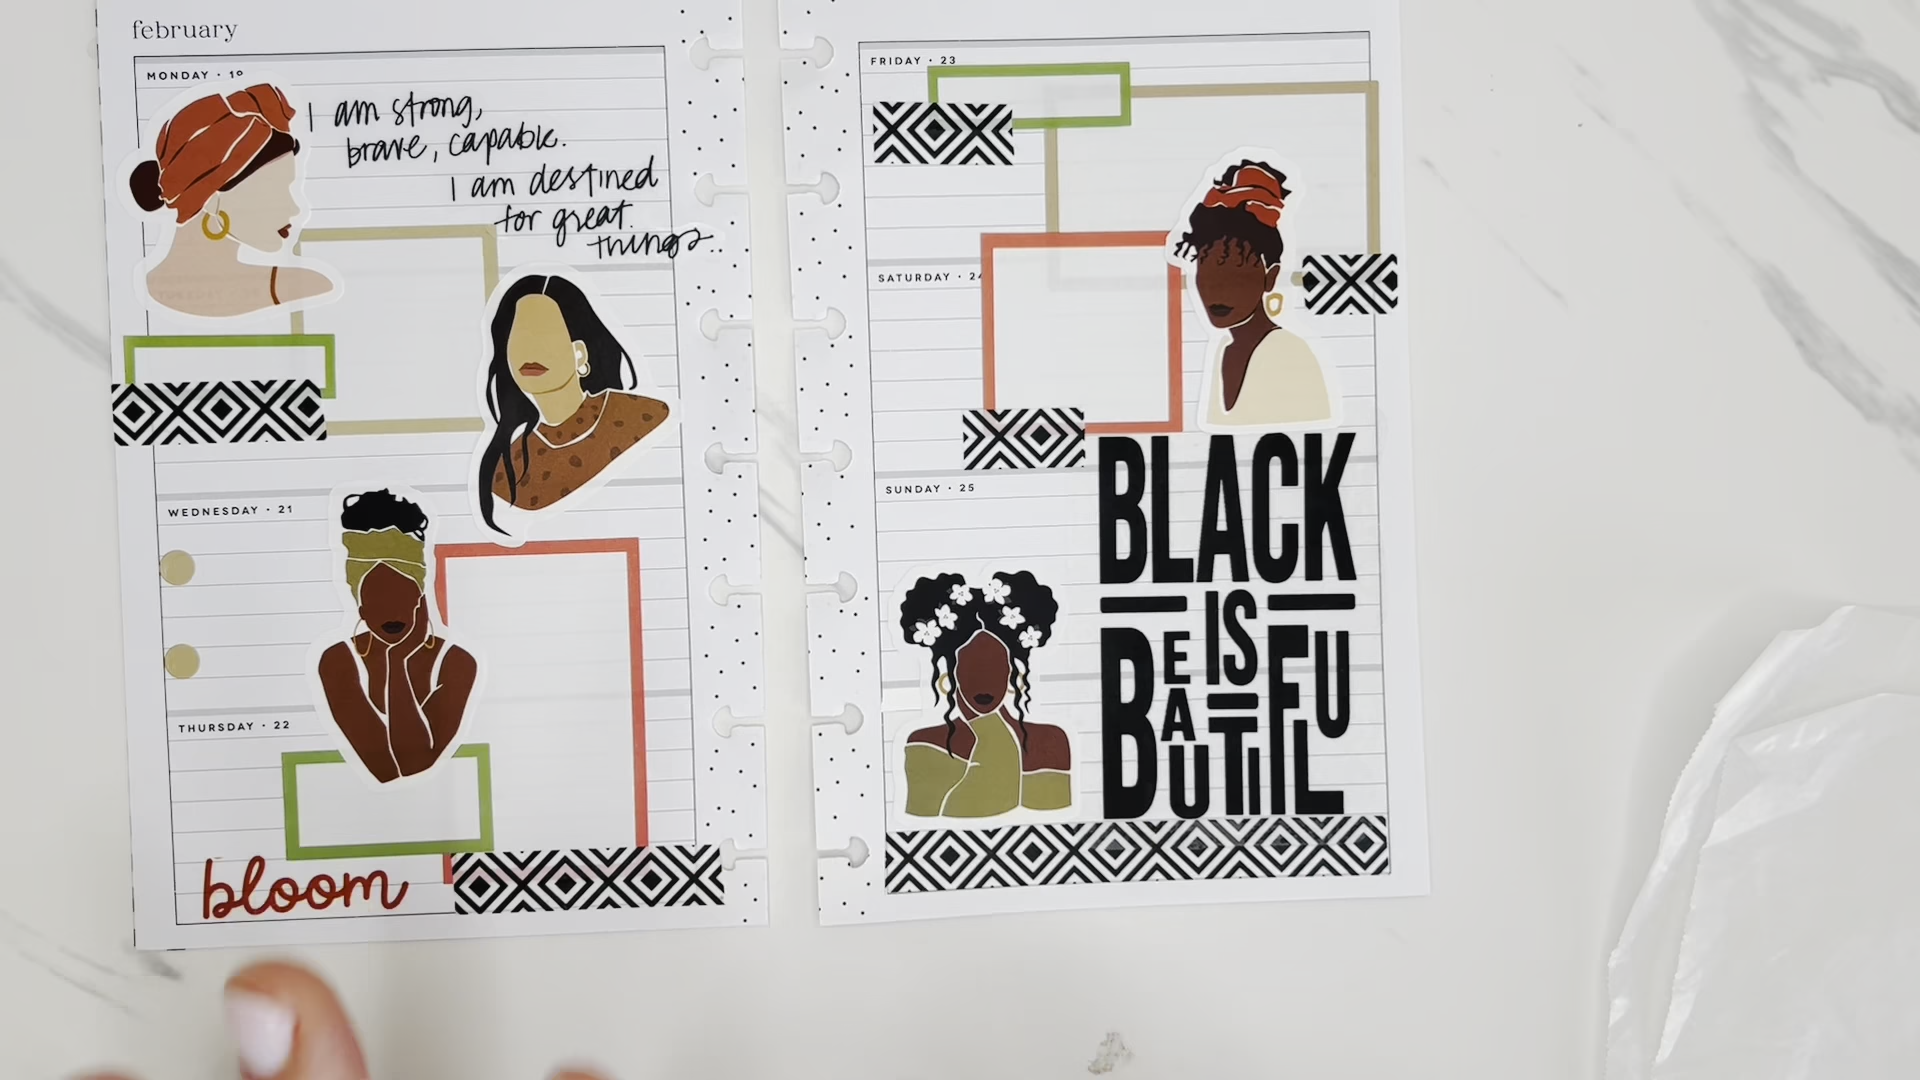 february
MONDAY · 19
I am strong,
brave, capable.
I am destined
for great
things.
WEDNESDAY · 21
THURSDAY · 22
bloom
FRIDAY · 23
SATURDAY · 24
SUNDAY · 25
BLACK
IS
BEAUTIFUL